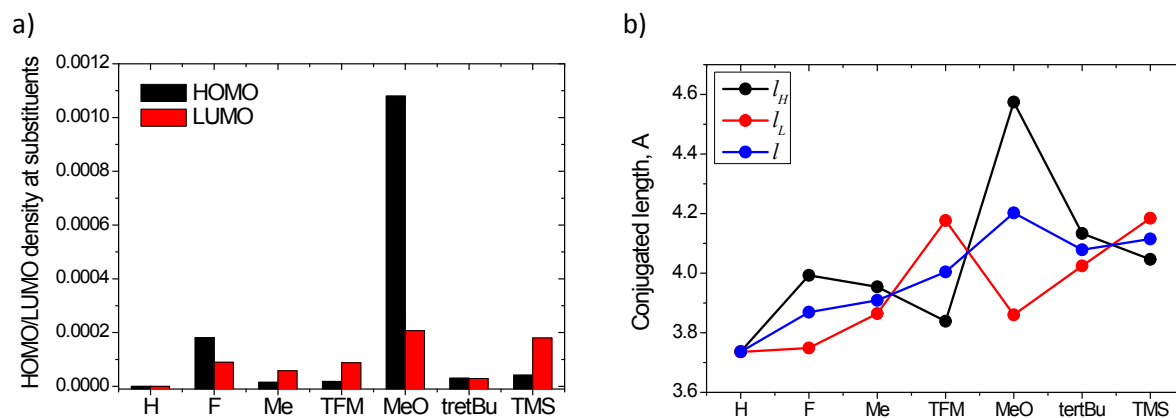 a)
HOMO/LUMO density at substituents
0.0012
0.0010
0.0008
0.0006
0.0004
0.0002
0.0000
HOMO
LUMO
H F Me TFM MeO tretBu TMS
b)
Conjugated length, A
4.6
4.4
4.2
4.0
3.8
3.6
l_H
l_L
l
H F Me TFM MeO tertBu TMS